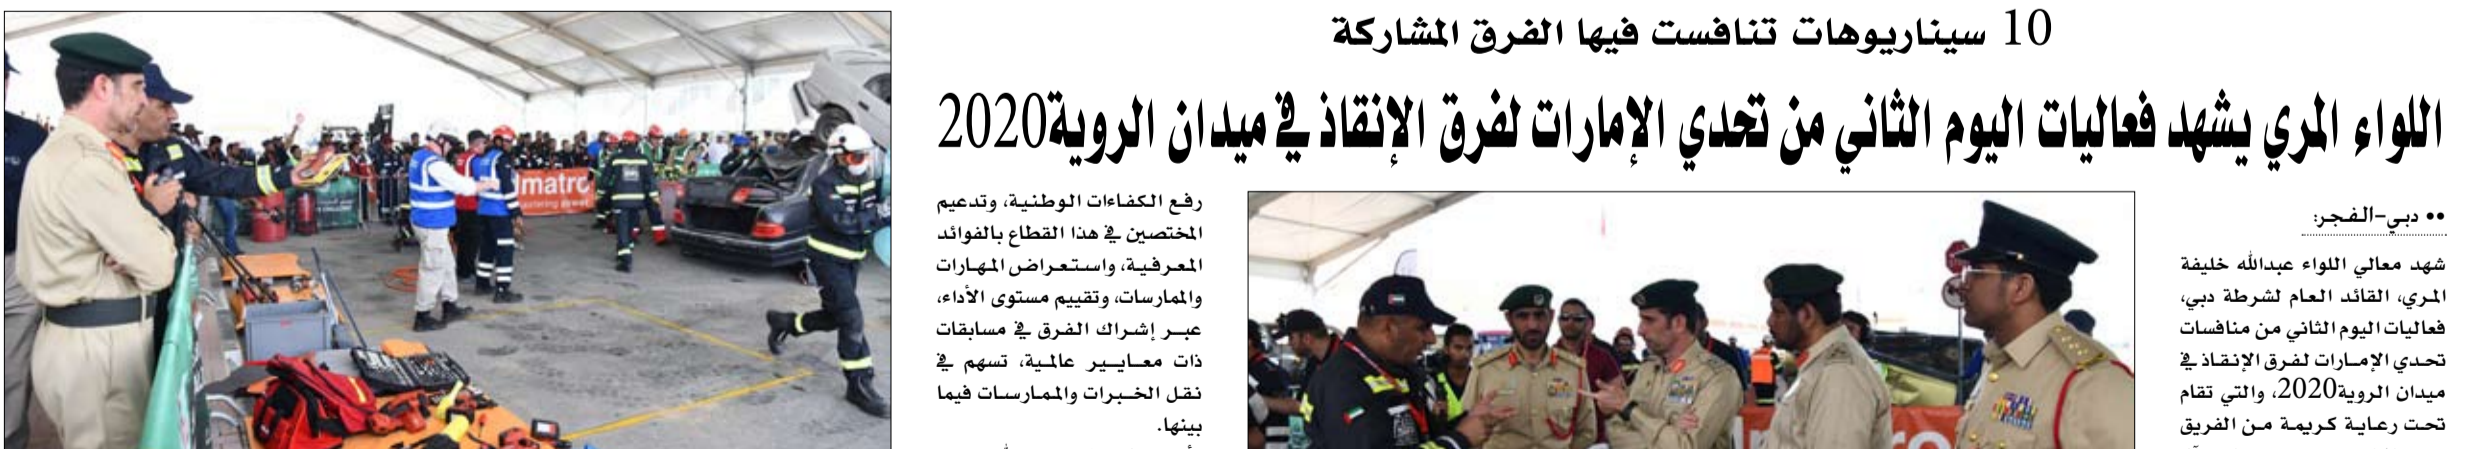 10 سيناريوهات تنافست فيها الفرق المشاركة
اللواء المري يشهد فعاليات اليوم الثاني من تحدي الإمارات لفرق الإنقاذ في ميدان الروية2020
•• دبي-الفجر:
شهد معالي اللواء عبدالله خليفة
المري، القائد العام لشرطة دبي،
فعاليات اليوم الثاني من منافسات
تحدي الإمارات لفرق الإنقاذ في
ميدان الروية2020، والتي تقام
تحت رعاية كريمة من الفريق
رفع الكفاءات الوطنية، وتدعيم
المختصين في هذا القطاع بالفوائد
المعرفية، واستعراض المهارات
والممارسات، وتقييم مستوى الأداء،
عبر إشراك الفرق في مسابقات
ذات معايير عالمية، تسهم في
نقل الخبرات والممارسات فيما
بينها.
lmatro